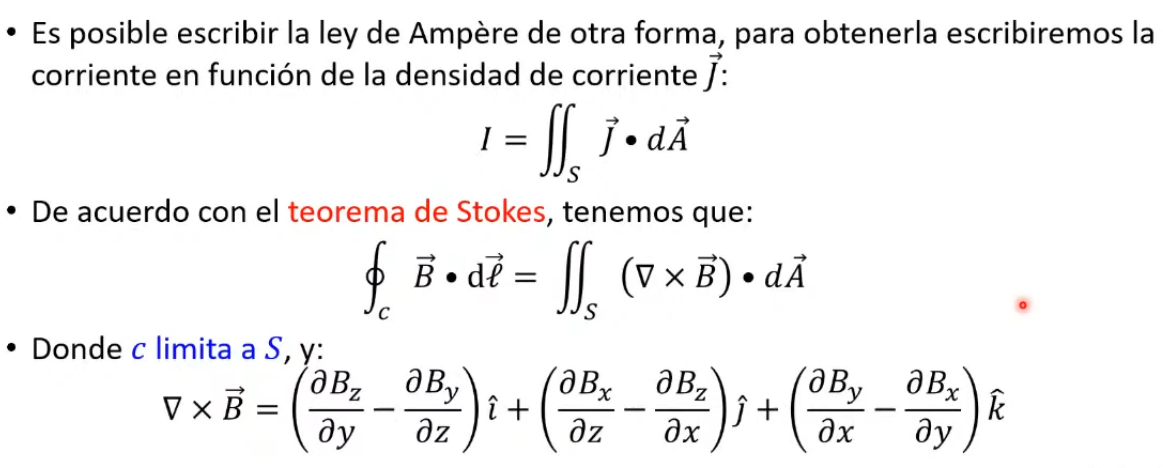 • Es posible escribir la ley de Ampère de otra forma, para obtenerla escribiremos la
corriente en función de la densidad de corriente $\vec{J}$:
$I = \iint_S \vec{J} \bullet d\vec{A}$
• De acuerdo con el teorema de Stokes, tenemos que:
$\oint_c \vec{B} \bullet \mathrm{d}\vec{\ell} = \iint_S (\nabla \times \vec{B}) \bullet d\vec{A}$
• Donde c limita a S, y:
$\nabla \times \vec{B} = \left(\frac{\partial B_z}{\partial y} - \frac{\partial B_y}{\partial z}\right)\hat{\imath} + \left(\frac{\partial B_x}{\partial z} - \frac{\partial B_z}{\partial x}\right)\hat{\jmath} + \left(\frac{\partial B_y}{\partial x} - \frac{\partial B_x}{\partial y}\right)\hat{k}$